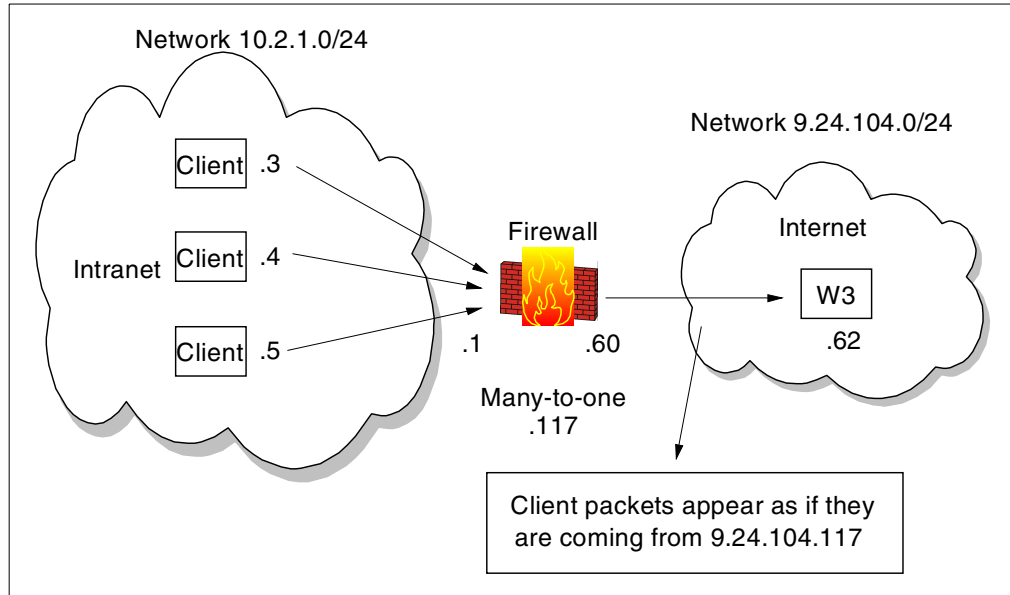 Network 10.2.1.0/24
Network 9.24.104.0/24
Client .3
Client .4
Client .5
Intranet
Firewall
.1
.60
Many-to-one
.117
Internet
W3
.62
Client packets appear as if they
are coming from 9.24.104.117